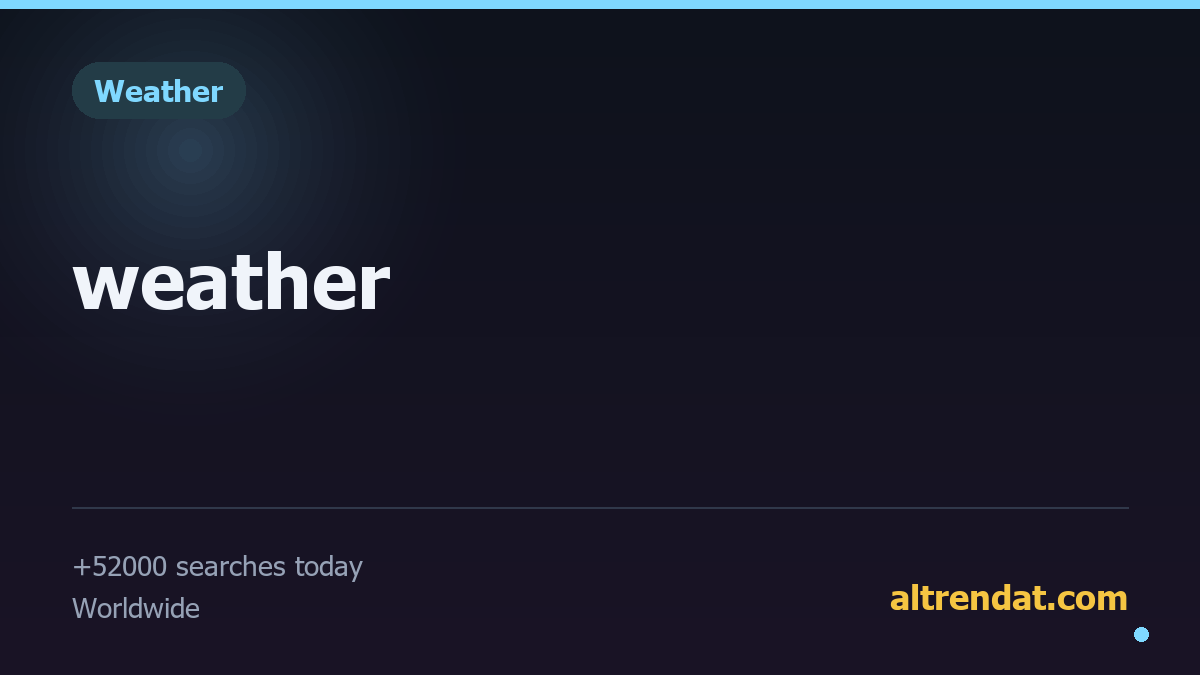 Weather
weather
+52000 searches today
Worldwide
altrendat.com